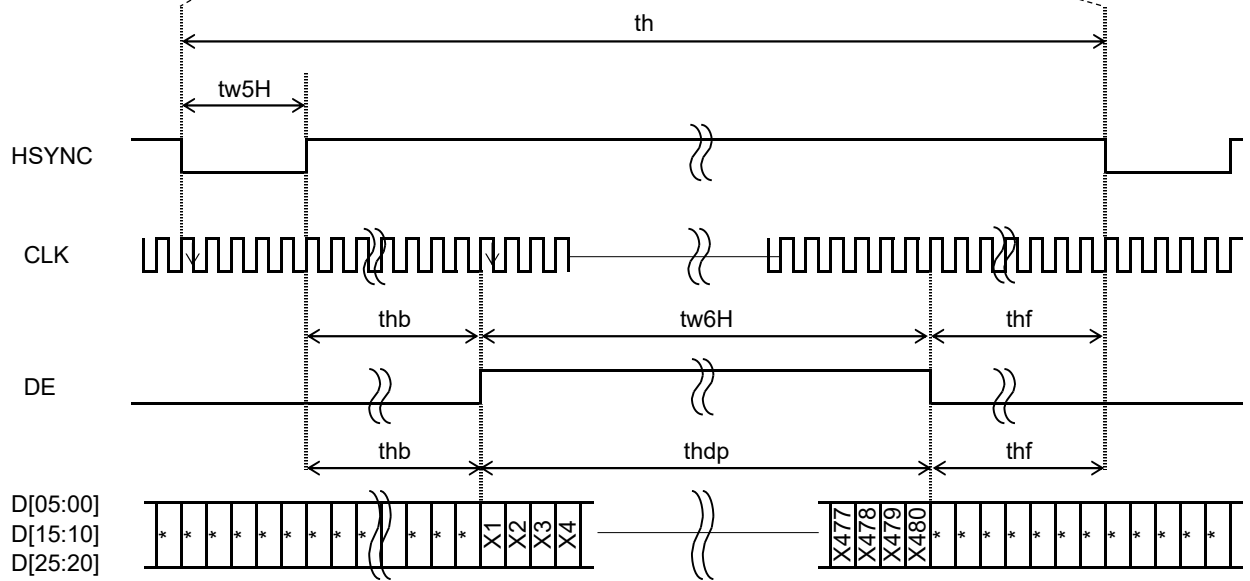 th
tw5H
HSYNC
CLK
thb tw6H thf
DE
thb thdp thf
D[05:00]
D[15:10]
D[25:20]
* * * * * * * * * * * * X1 X2 X3 X4 X477 X478 X479 X480 * * * * * * * * * * * *